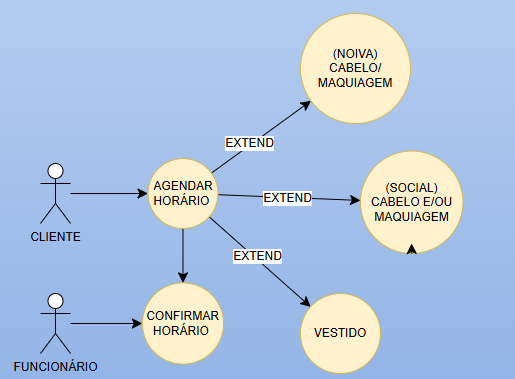 (NOIVA)
CABELO/
MAQUIAGEM
EXTEND
AGENDAR
HORÁRIO
EXTEND
(SOCIAL)
CABELO E/OU
MAQUIAGEM
CLIENTE
EXTEND
CONFIRMAR
HORÁRIO
VESTIDO
FUNCIONÁRIO